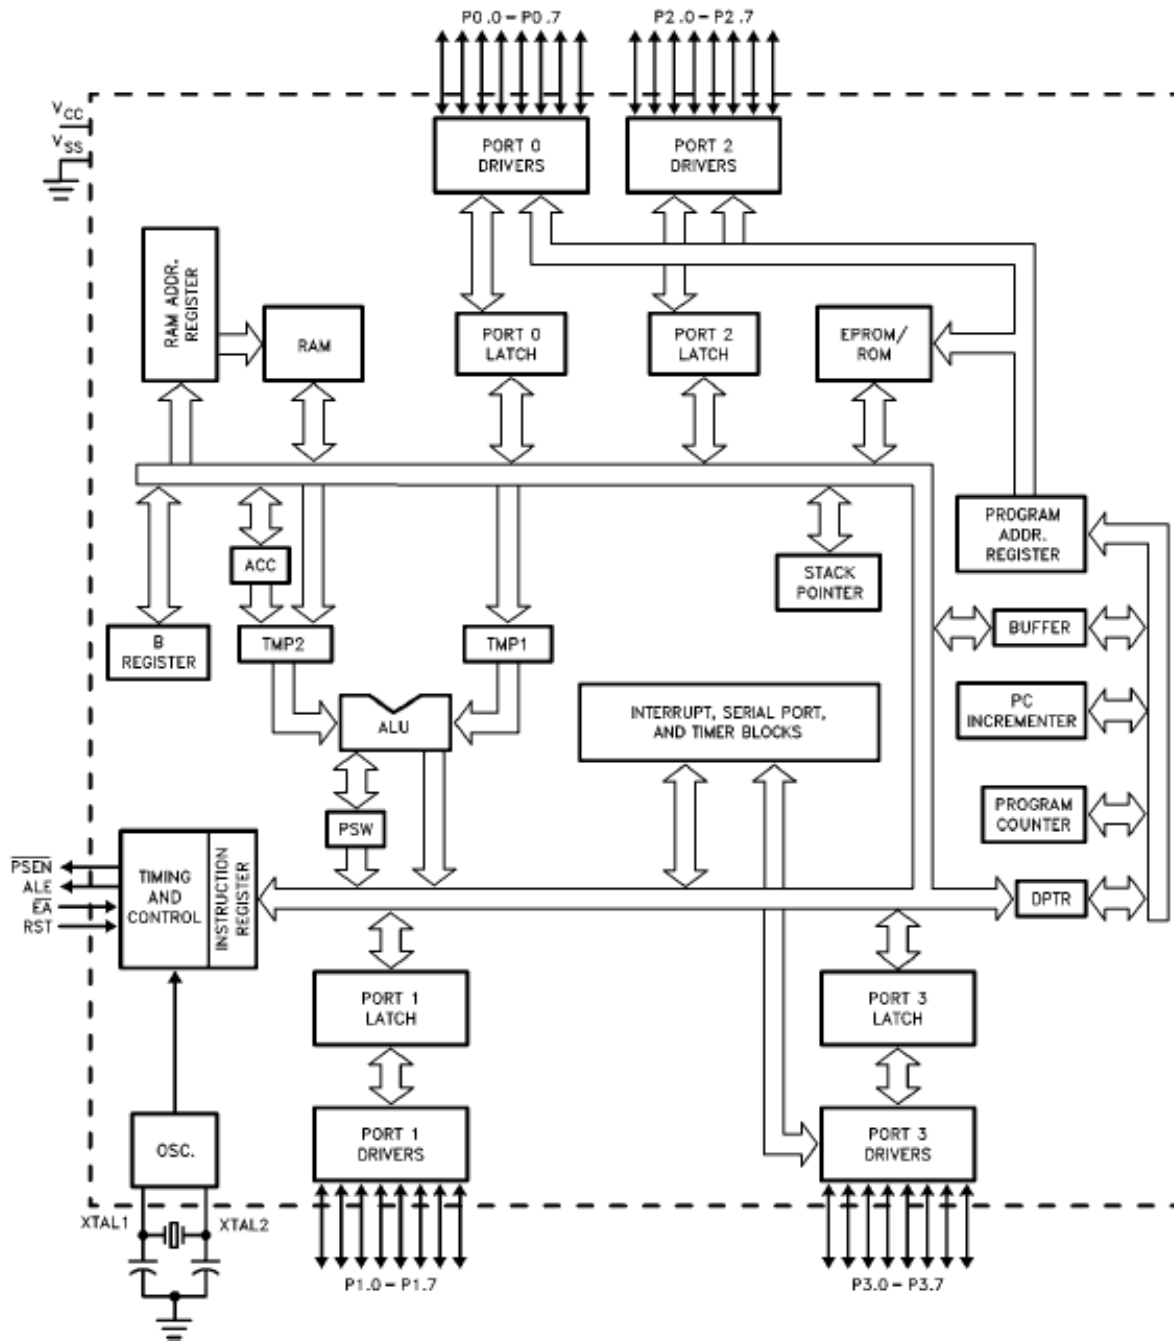 P0.0–P0.7
P2.0–P2.7
VCC
VSS
PORT 0
DRIVERS
PORT 2
DRIVERS
RAM ADDR.
REGISTER
RAM
PORT 0
LATCH
PORT 2
LATCH
EPROM/
ROM
PROGRAM
ADDR.
REGISTER
ACC
STACK
POINTER
B
REGISTER
TMP2
TMP1
BUFFER
ALU
INTERRUPT, SERIAL PORT,
AND TIMER BLOCKS
PC
INCREMENTER
PSW
PROGRAM
COUNTER
PSEN
ALE
EA
RST
TIMING
AND
CONTROL
INSTRUCTION
REGISTER
DPTR
PORT 1
LATCH
PORT 3
LATCH
OSC.
PORT 1
DRIVERS
PORT 3
DRIVERS
XTAL1
XTAL2
P1.0–P1.7
P3.0–P3.7